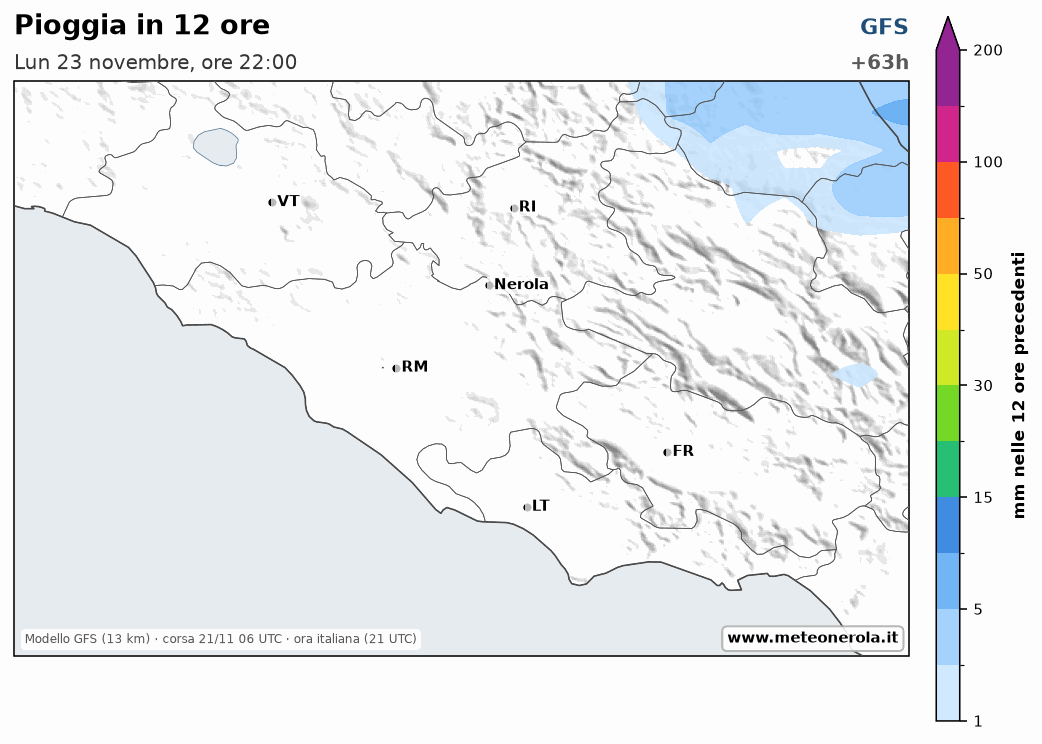 Pioggia in 12 ore
GFS
Lun 23 novembre, ore 22:00
+63h
VT
RI
Nerola
RM
FR
LT
Modello GFS (13 km) · corsa 21/11 06 UTC · ora italiana (21 UTC)
www.meteonerola.it
200
100
50
30
15
5
1
mm nelle 12 ore precedenti